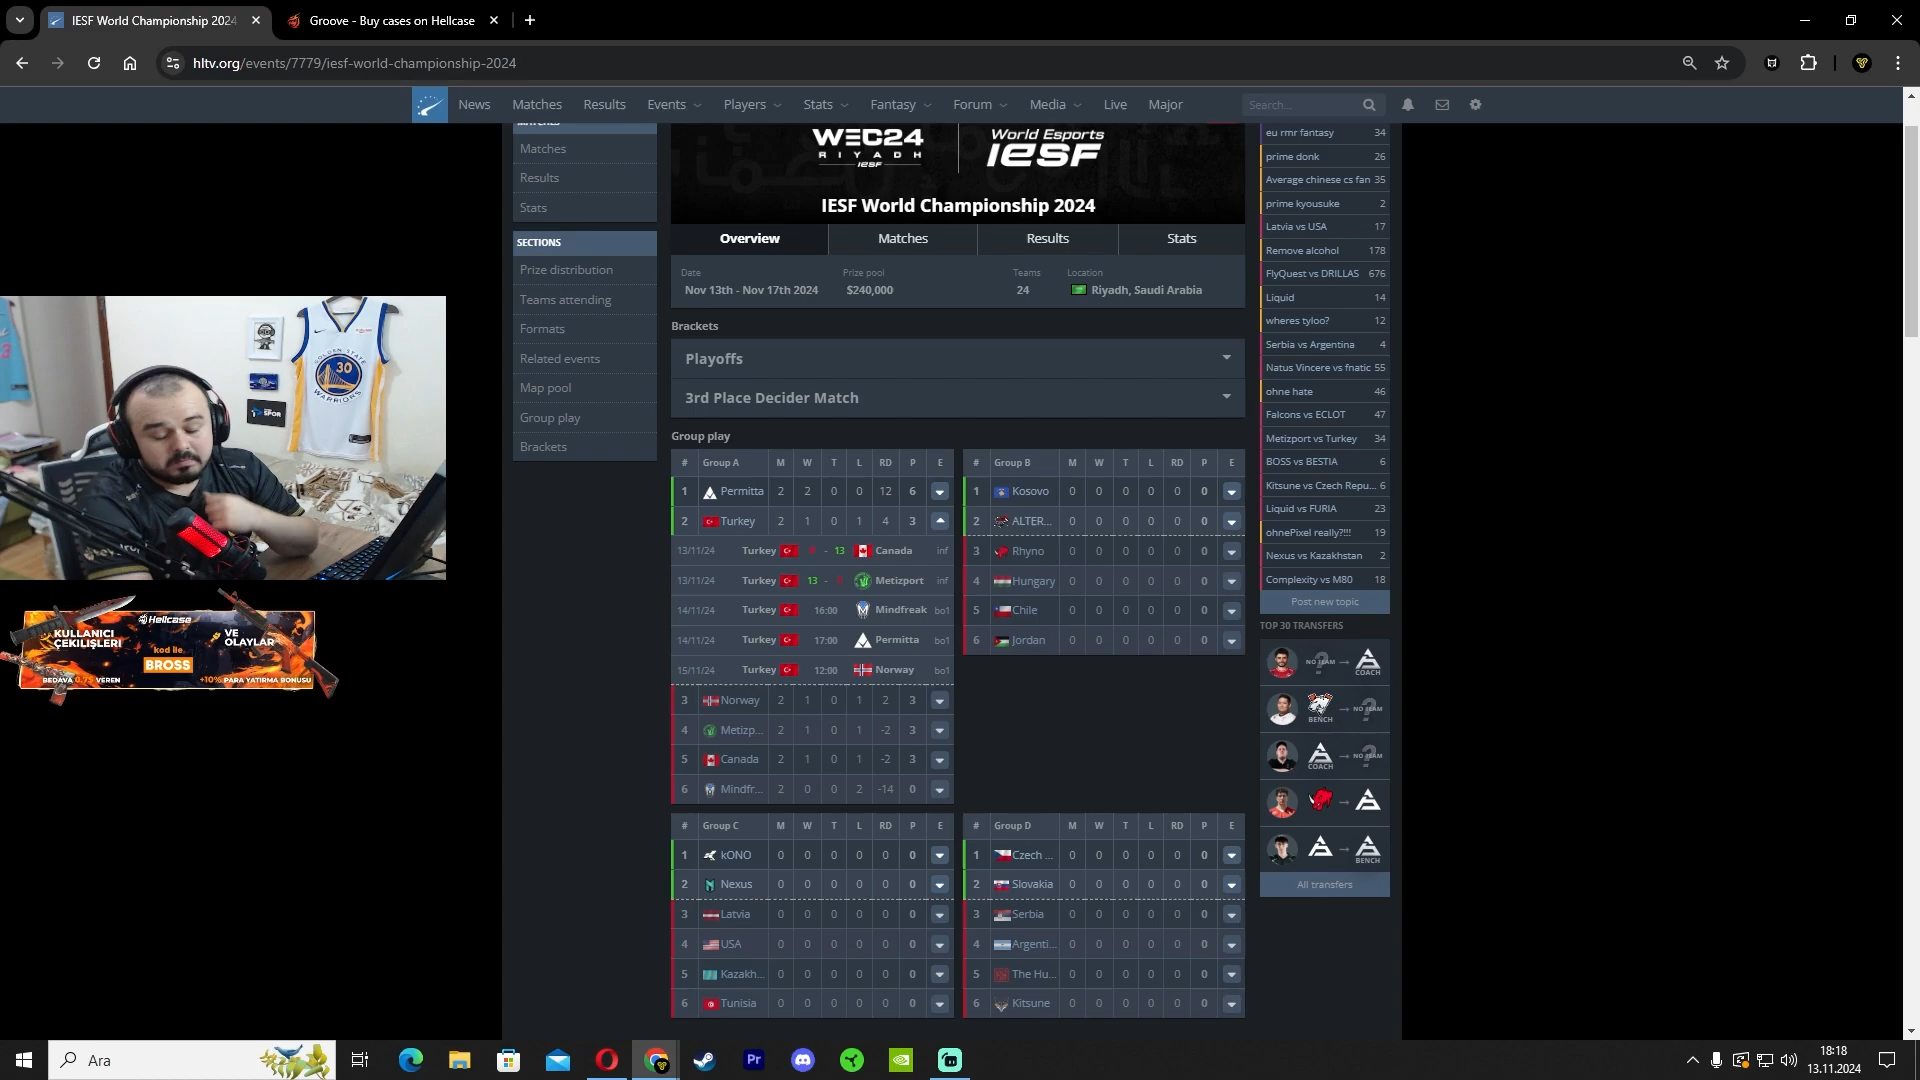 IESF World Championship 2024
Groove - Buy cases on Hellcase
hltv.org/events/7779/iesf-world-championship-2024
News Matches Results Events Players Stats Fantasy Forum Media Live Major Search...
MATCHES
Matches
Results
Stats
SECTIONS
Prize distribution
Teams attending
Formats
Related events
Map pool
Group play
Brackets
WEC24
RIYADH
IESF
World Esports
IESF
IESF World Championship 2024
Overview Matches Results Stats
Date Prize pool Teams Location
Nov 13th - Nov 17th 2024 $240,000 24 Riyadh, Saudi Arabia
Brackets
Playoffs
3rd Place Decider Match
Group play
# Group A M W T L RD P E
1 Permitta 2 2 0 0 12 6
2 Turkey 2 1 0 1 4 3
13/11/24 Turkey - 13 Canada inf
13/11/24 Turkey 13 - Metizport inf
14/11/24 Turkey 16:00 Mindfreak bo1
14/11/24 Turkey 17:00 Permitta bo1
15/11/24 Turkey 12:00 Norway bo1
3 Norway 2 1 0 1 2 3
4 Metizp... 2 1 0 1 -2 3
5 Canada 2 1 0 1 -2 3
6 Mindfr... 2 0 0 2 -14 0
# Group B M W T L RD P E
1 Kosovo 0 0 0 0 0 0
2 ALTER... 0 0 0 0 0 0
3 Rhyno 0 0 0 0 0 0
4 Hungary 0 0 0 0 0 0
5 Chile 0 0 0 0 0 0
6 Jordan 0 0 0 0 0 0
# Group C M W T L RD P E
1 kONO 0 0 0 0 0 0
2 Nexus 0 0 0 0 0 0
3 Latvia 0 0 0 0 0 0
4 USA 0 0 0 0 0 0
5 Kazakh... 0 0 0 0 0 0
6 Tunisia 0 0 0 0 0 0
# Group D M W T L RD P E
1 Czech ... 0 0 0 0 0 0
2 Slovakia 0 0 0 0 0 0
3 Serbia 0 0 0 0 0 0
4 Argenti... 0 0 0 0 0 0
5 The Hu... 0 0 0 0 0 0
6 Kitsune 0 0 0 0 0 0
eu rmr fantasy 34
prime donk 26
Average chinese cs fan 35
prime kyousuke 2
Latvia vs USA 17
Remove alcohol 178
FlyQuest vs DRILLAS 676
Liquid 14
wheres tyloo? 12
Serbia vs Argentina 4
Natus Vincere vs fnatic 55
ohne hate 46
Falcons vs ECLOT 47
Metizport vs Turkey 34
BOSS vs BESTIA 6
Kitsune vs Czech Repu... 6
Liquid vs FURIA 23
ohnePixel really?!!! 19
Nexus vs Kazakhstan 2
Complexity vs M80 18
Post new topic
TOP 30 TRANSFERS
NO TEAM COACH
BENCH NO TEAM
COACH NO TEAM
BENCH
All transfers
GOLDEN STATE
30
WARRIORS
SPOR
Hellcase
KULLANICI
ÇEKİLİŞLERİ
kod ile
BROSS
VE
OLAYLAR
BEDAVA 0.7$ VEREN
+10% PARA YATIRMA BONUSU
Ara
Pr
18:18
13.11.2024